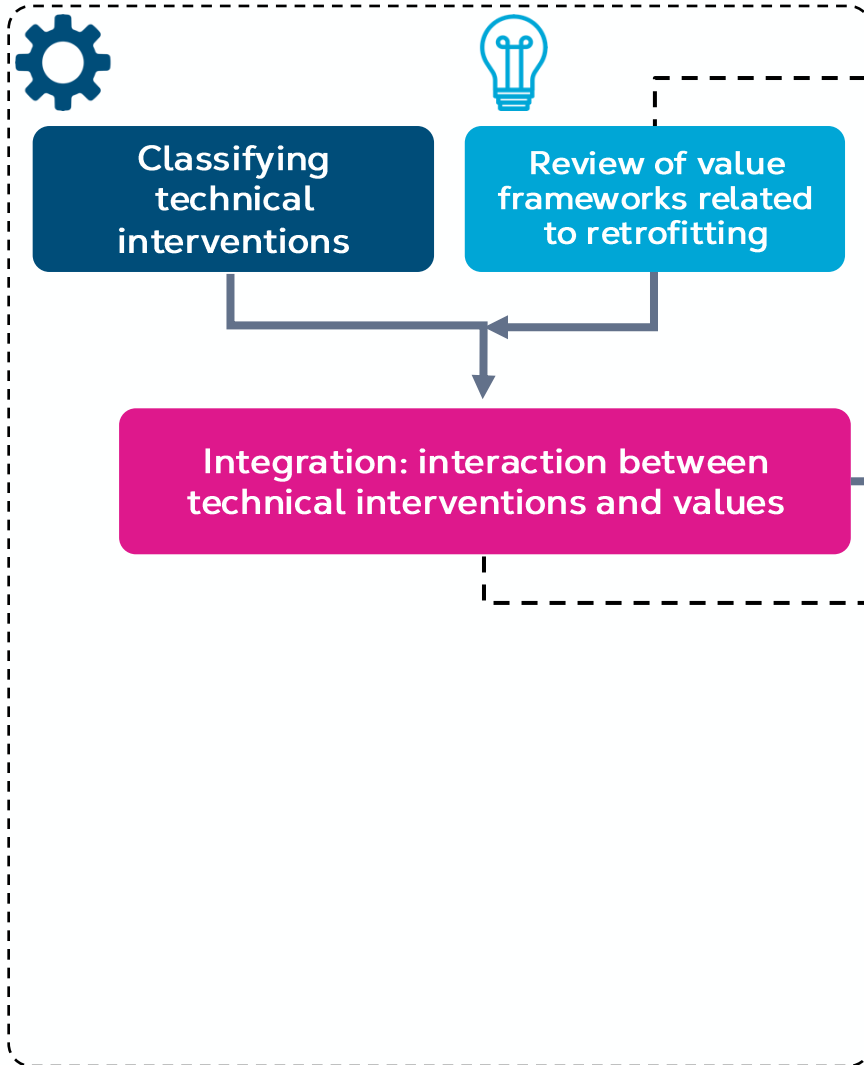 Classifying
technical
interventions
Review of value
frameworks related
to retrofitting
Integration: interaction between
technical interventions and values